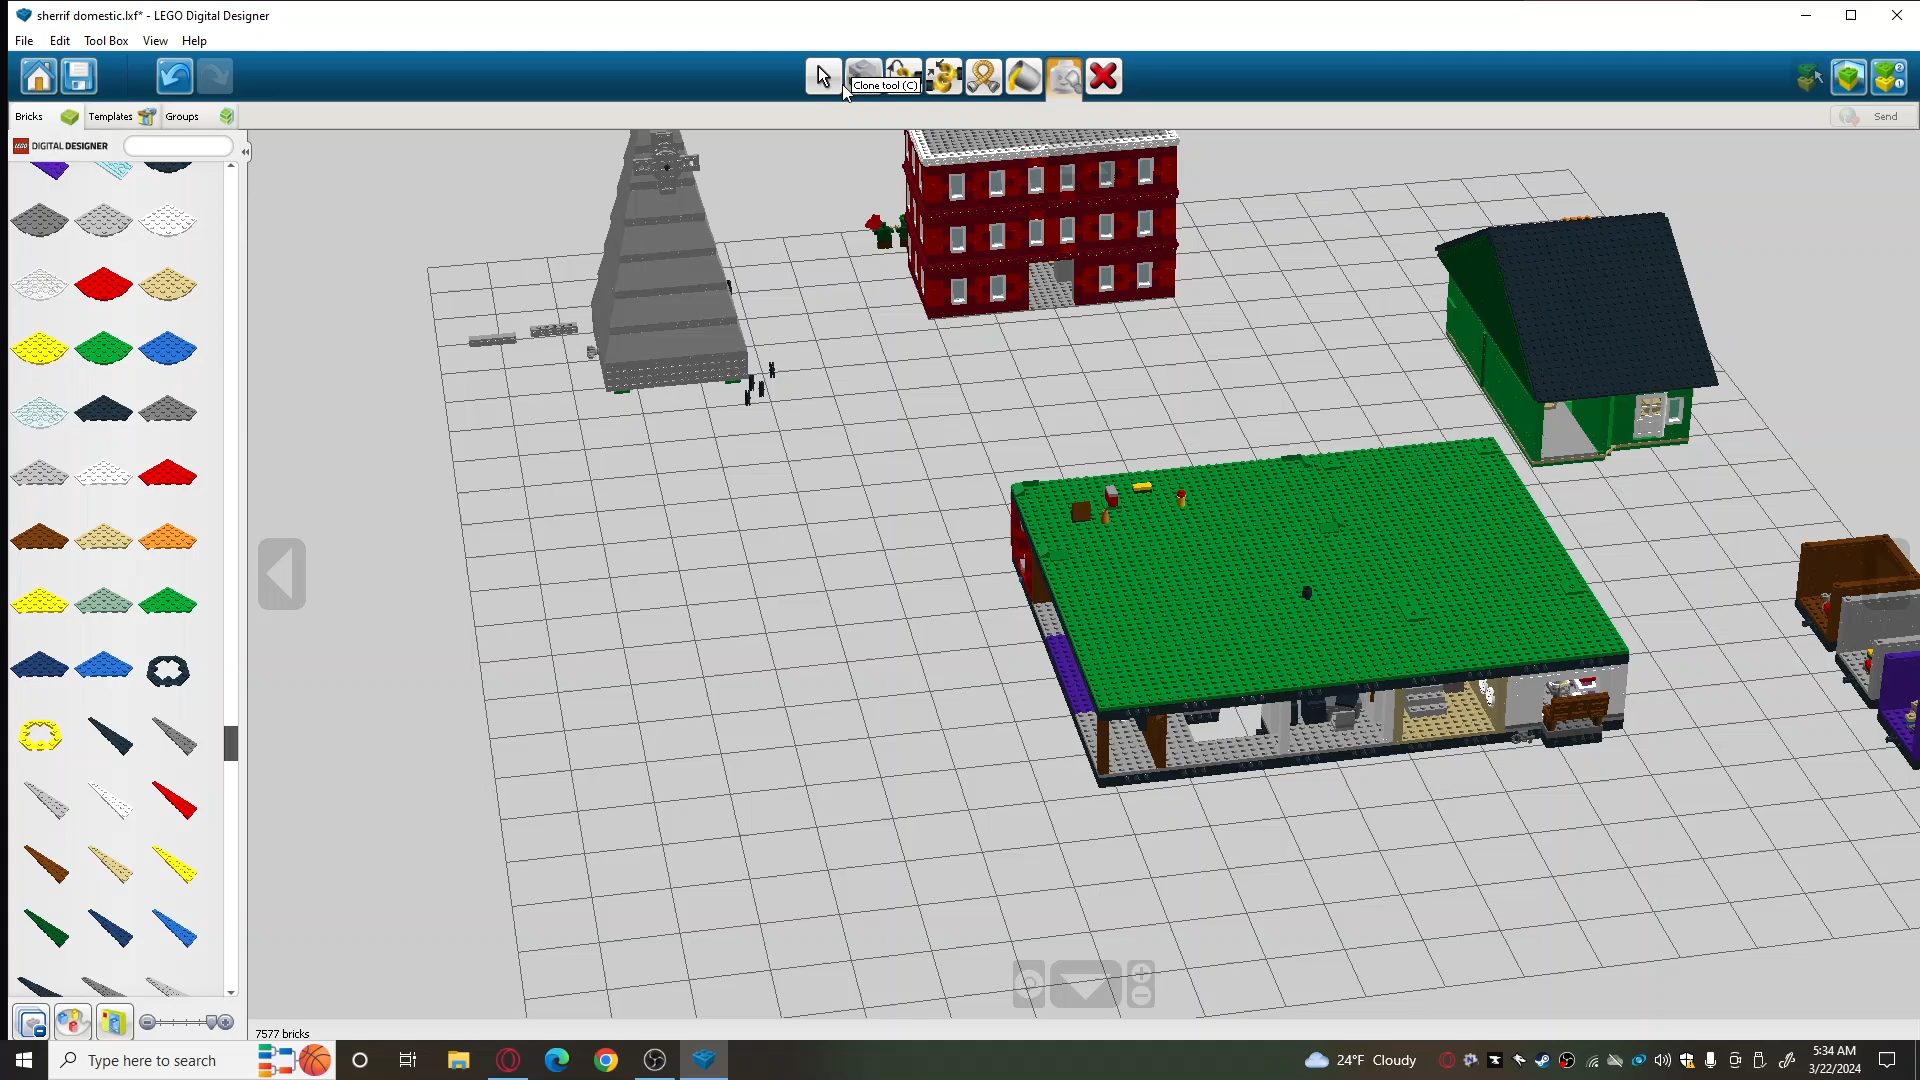 sherrif domestic.lxf* - LEGO Digital Designer
File Edit Tool Box View Help
Clone tool (C)
Bricks Templates Groups
Send
LEGO DIGITAL DESIGNER
7577 bricks
Type here to search
24°F Cloudy
5:34 AM
3/22/2024